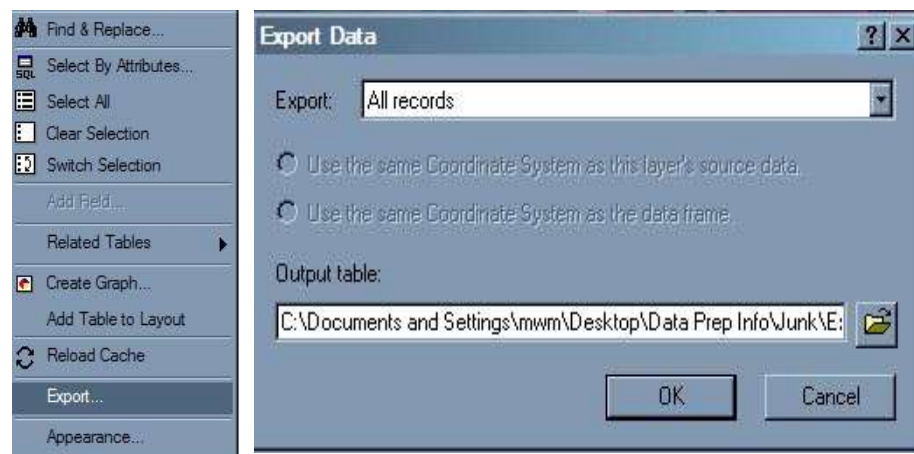 Find & Replace...
SQL
Select By Attributes...
Select All
Clear Selection
Switch Selection
Add Field...
Related Tables
Create Graph...
Add Table to Layout
Reload Cache
Export...
Appearance...
Export Data
Export: All records
Use the same Coordinate System as this layer's source data.
Use the same Coordinate System as the data frame.
Output table:
C:\Documents and Settings\mwm\Desktop\Data Prep Info\Junk\E:
OK Cancel